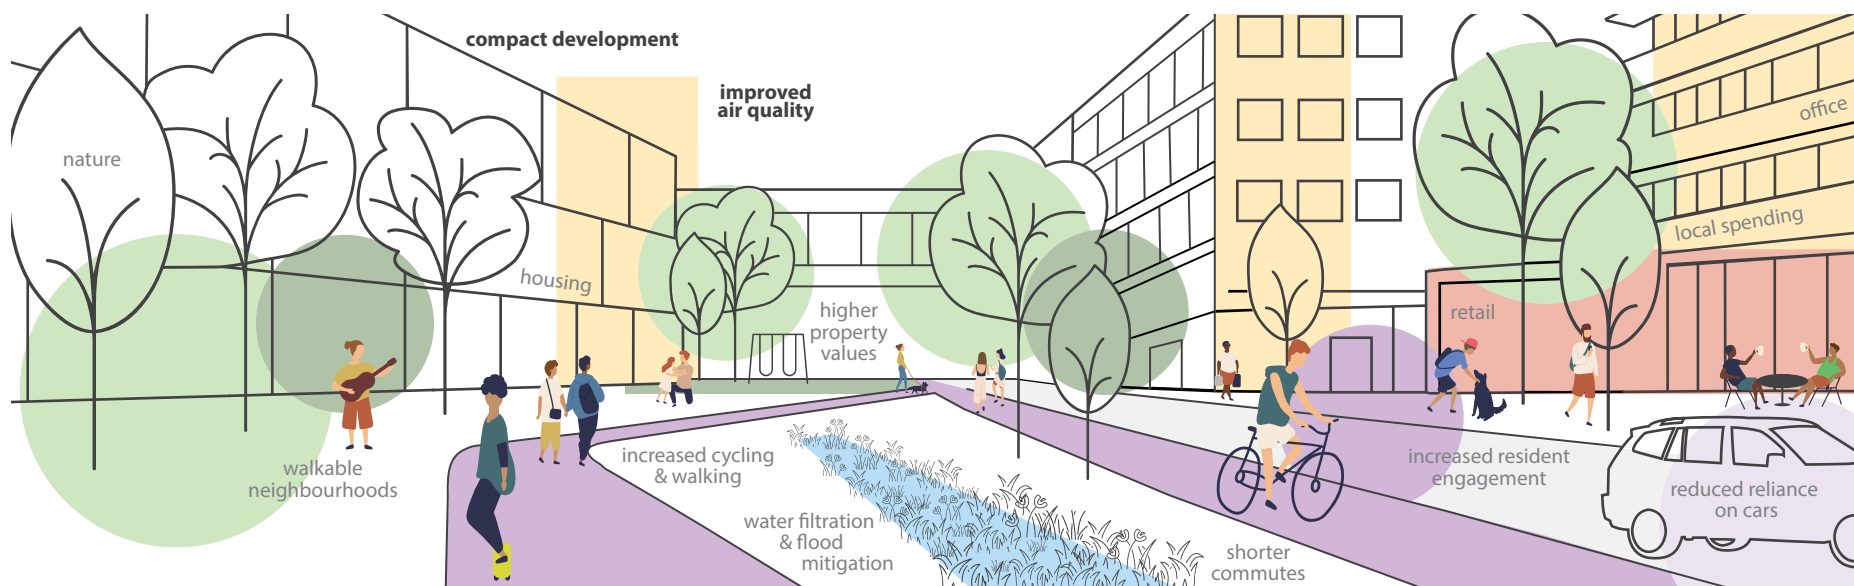 compact development
improved
air quality
nature
office
local spending
housing
higher
property
values
retail
walkable
neighbourhoods
increased cycling
& walking
increased resident
engagement
reduced reliance
on cars
water filtration
& flood
mitigation
shorter
commutes